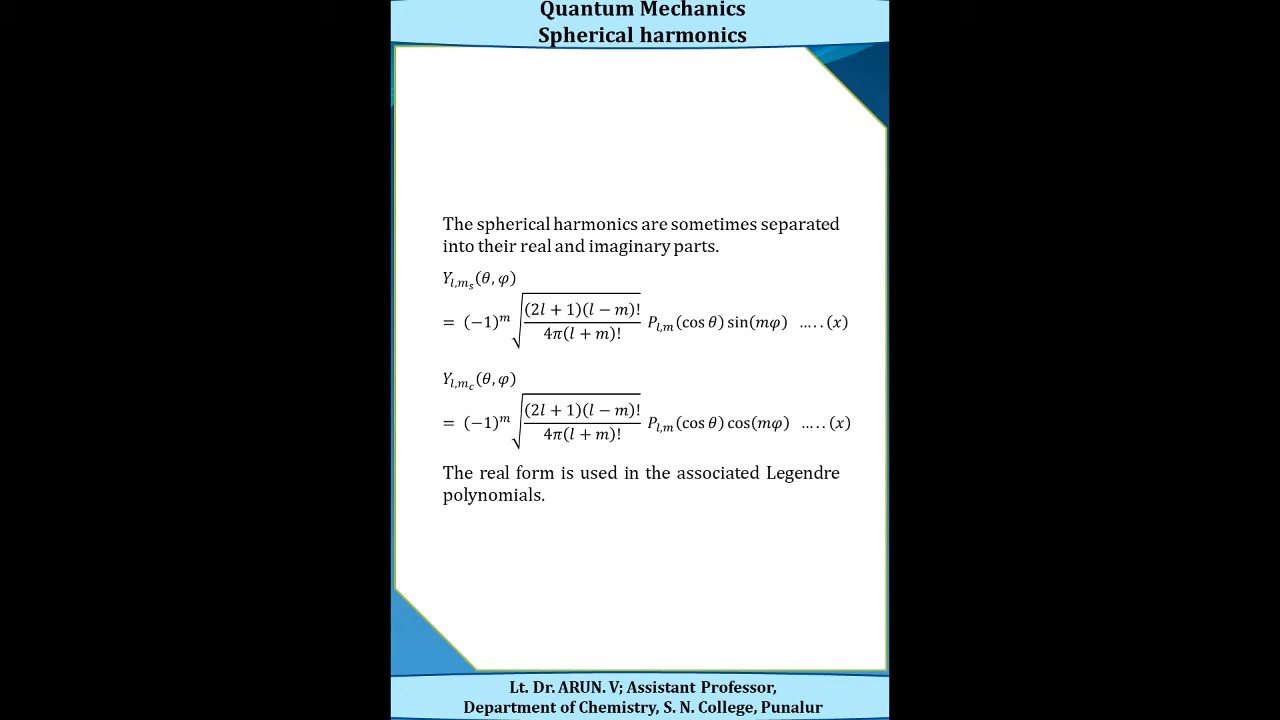 Quantum Mechanics
Spherical harmonics
The spherical harmonics are sometimes separated
into their real and imaginary parts.
Y_{l,m_s}(θ, φ)
= (−1)^m √((2l + 1)(l − m)! / 4π(l + m)!) P_{l,m}(cos θ) sin(mφ) ….. (x)
Y_{l,m_c}(θ, φ)
= (−1)^m √((2l + 1)(l − m)! / 4π(l + m)!) P_{l,m}(cos θ) cos(mφ) ….. (x)
The real form is used in the associated Legendre
polynomials.
Lt. Dr. ARUN. V; Assistant Professor,
Department of Chemistry, S. N. College, Punalur